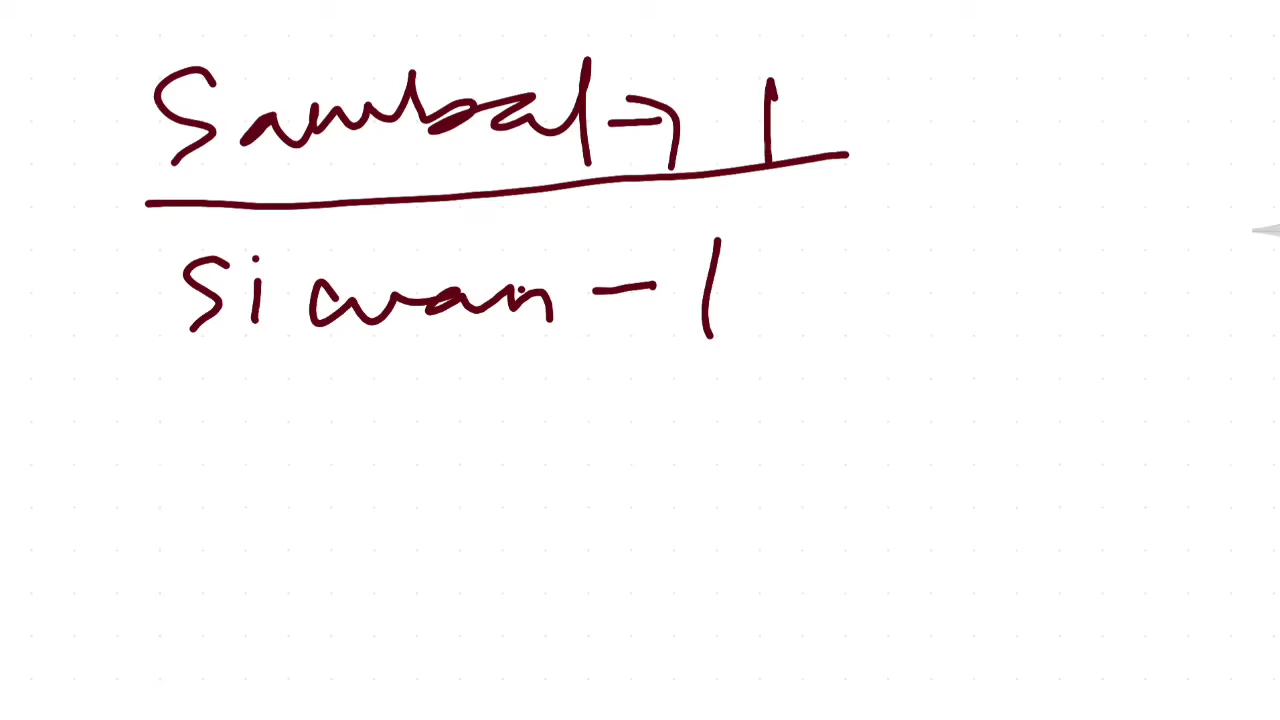 Sambal → 1
Siwan - 1